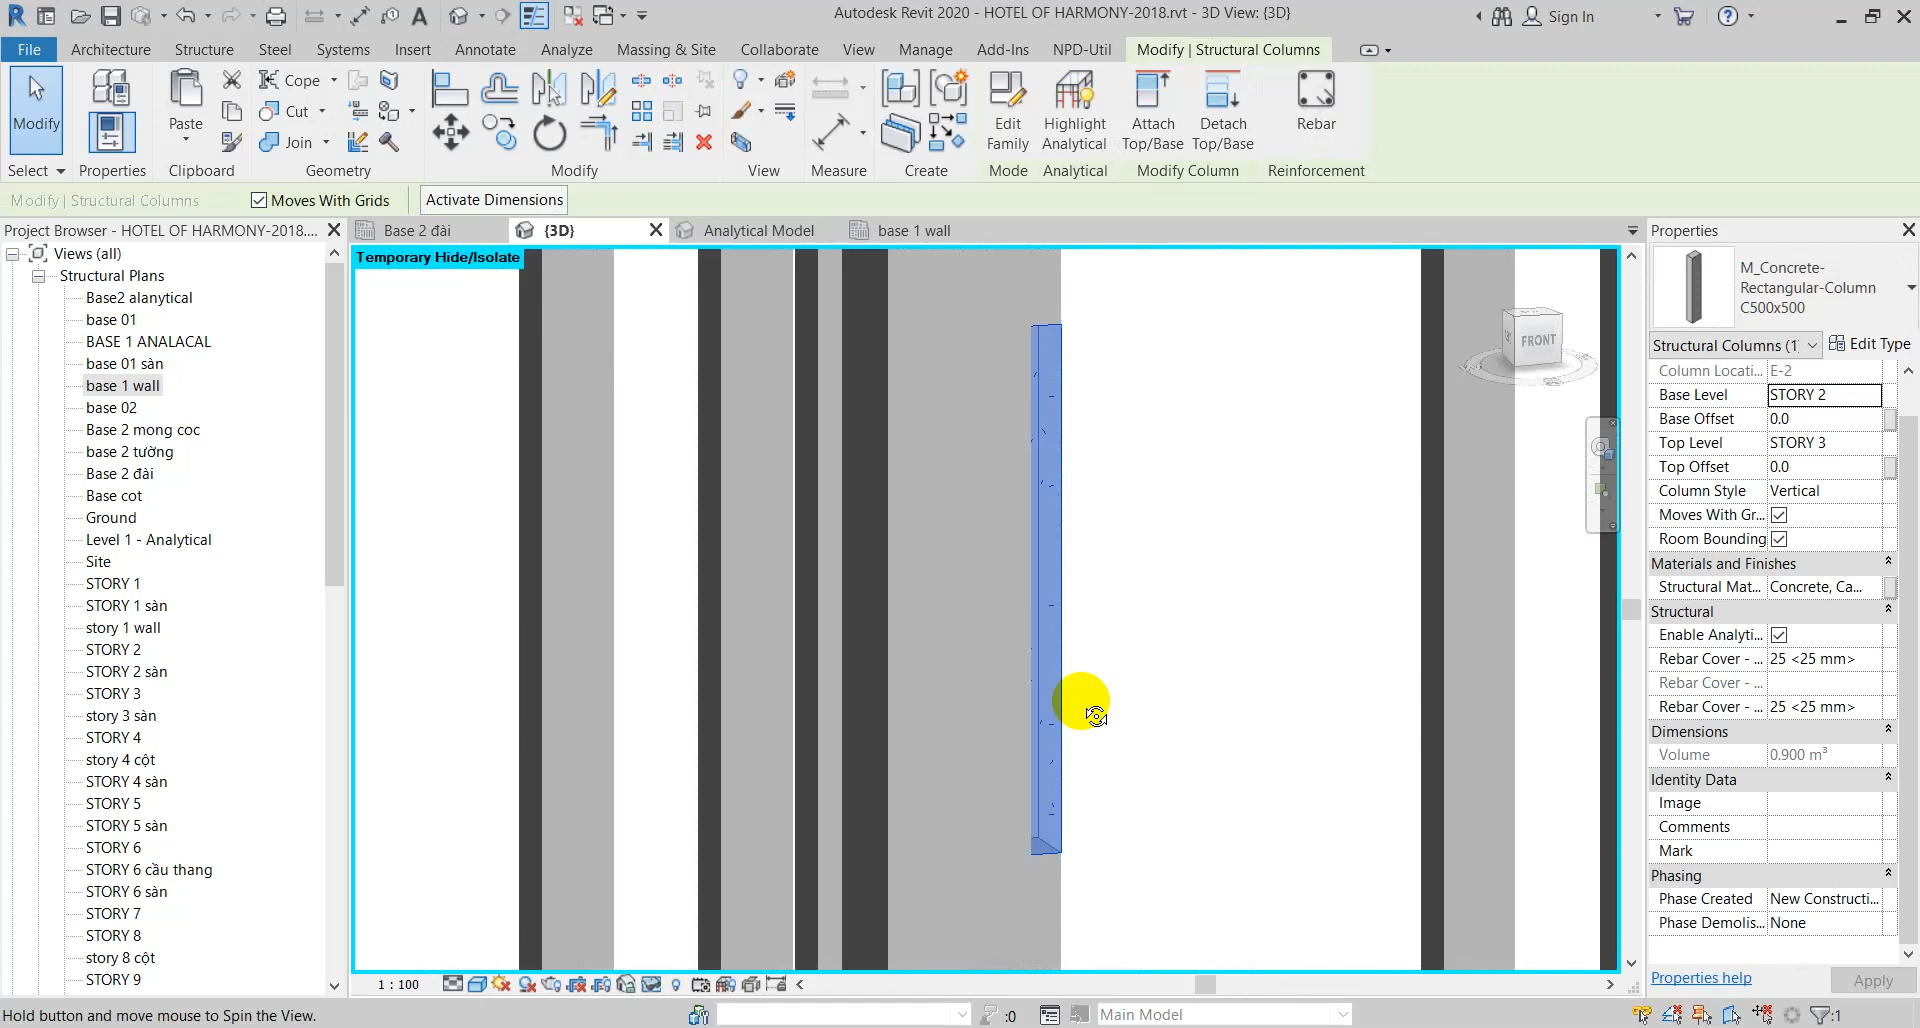 Autodesk Revit 2020 - HOTEL OF HARMONY-2018.rvt - 3D View: {3D}
Sign In
File Architecture Structure Steel Systems Insert Annotate Analyze Massing & Site Collaborate View Manage Add-Ins NPD-Util Modify | Structural Columns
Modify
Paste
Cope
Cut
Join
Edit Family
Highlight Analytical
Attach Top/Base
Detach Top/Base
Rebar
Select Properties Clipboard Geometry Modify View Measure Create Mode Analytical Modify Column Reinforcement
Modify | Structural Columns Moves With Grids Activate Dimensions
Project Browser - HOTEL OF HARMONY-2018....
Views (all)
Structural Plans
Base2 alanytical
base 01
BASE 1 ANALACAL
base 01 sàn
base 1 wall
base 02
Base 2 mong coc
base 2 tường
Base 2 đài
Base cot
Ground
Level 1 - Analytical
Site
STORY 1
STORY 1 sàn
story 1 wall
STORY 2
STORY 2 sàn
STORY 3
story 3 sàn
STORY 4
story 4 cột
STORY 4 sàn
STORY 5
STORY 5 sàn
STORY 6
STORY 6 cầu thang
STORY 6 sàn
STORY 7
STORY 8
story 8 cột
STORY 9
Base 2 đài {3D} Analytical Model base 1 wall
Temporary Hide/Isolate
FRONT
1 : 100
Properties
M_Concrete-
Rectangular-Column
C500x500
Structural Columns (1) Edit Type
Column Locati... E-2
Base Level STORY 2
Base Offset 0.0
Top Level STORY 3
Top Offset 0.0
Column Style Vertical
Moves With Gr...
Room Bounding
Materials and Finishes
Structural Mat... Concrete, Ca...
Structural
Enable Analyti...
Rebar Cover - ... 25 <25 mm>
Rebar Cover - ...
Rebar Cover - ... 25 <25 mm>
Dimensions
Volume 0.900 m³
Identity Data
Image
Comments
Mark
Phasing
Phase Created New Constructi...
Phase Demolis... None
Properties help Apply
Hold button and move mouse to Spin the View.
:0 Main Model :1